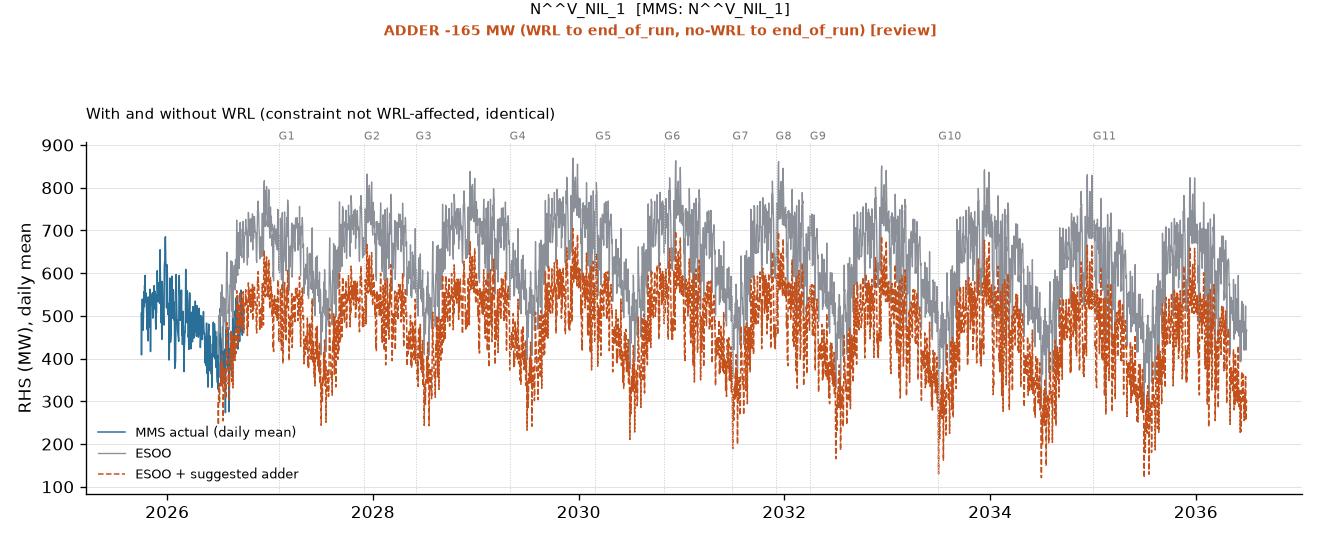 N^^V_NIL_1 [MMS: N^^V_NIL_1]
ADDER -165 MW (WRL to end_of_run, no-WRL to end_of_run) [review]
With and without WRL (constraint not WRL-affected, identical)
G1 G2 G3 G4 G5 G6 G7 G8 G9 G10 G11
900
800
700
600
500
400
300
200
100
RHS (MW), daily mean
MMS actual (daily mean)
ESOO
ESOO + suggested adder
2026 2028 2030 2032 2034 2036